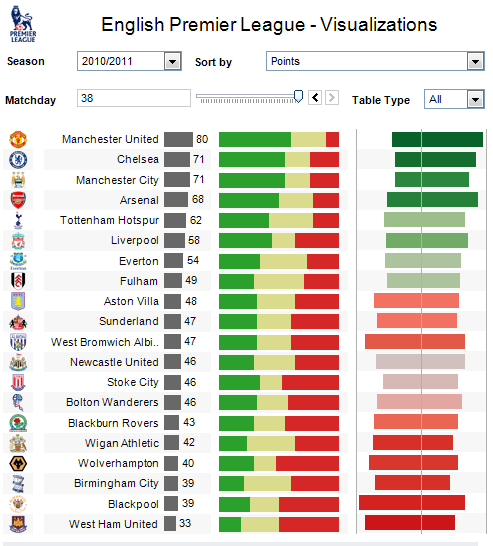 English Premier League - Visualizations
PREMIER
LEAGUE
Season 2010/2011 Sort by Points
Matchday 38 Table Type All
Manchester United 80
Chelsea 71
Manchester City 71
Arsenal 68
Tottenham Hotspur 62
Liverpool 58
Everton 54
Fulham 49
Aston Villa 48
Sunderland 47
West Bromwich Albi.. 47
Newcastle United 46
Stoke City 46
Bolton Wanderers 46
Blackburn Rovers 43
Wigan Athletic 42
Wolverhampton 40
Birmingham City 39
Blackpool 39
West Ham United 33